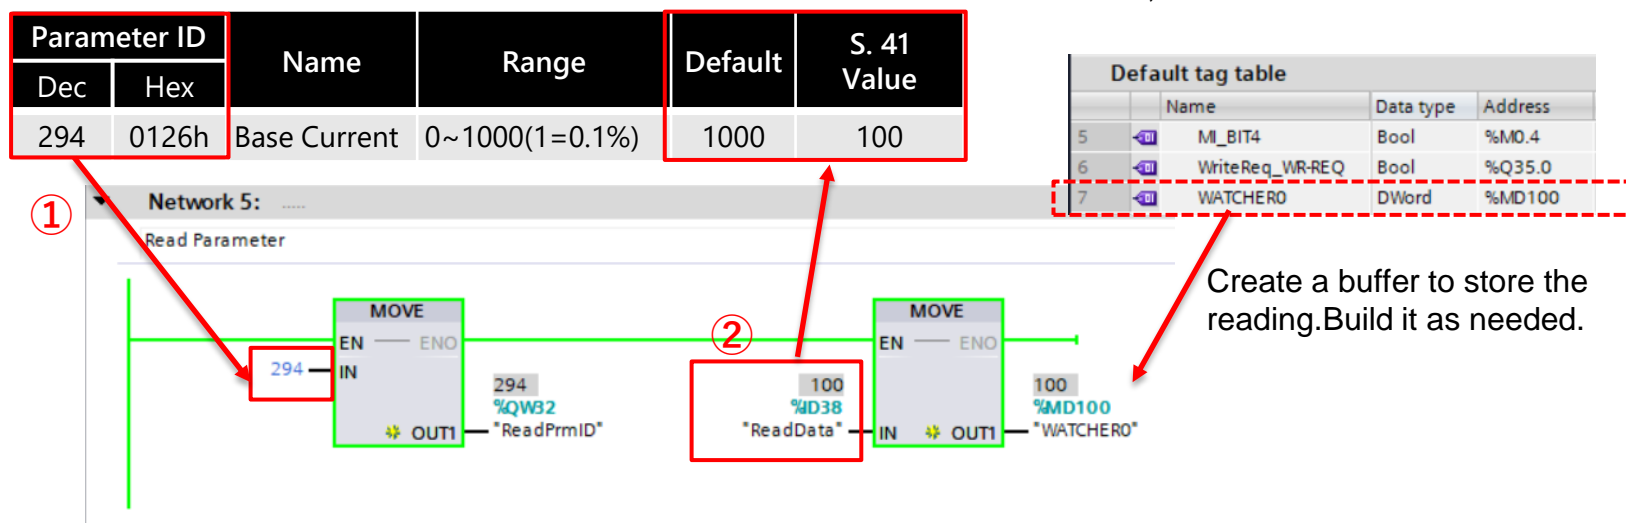 Parameter ID Name Range Default S. 41 Value
Dec Hex
294 0126h Base Current 0~1000(1=0.1%) 1000 100
Default tag table
Name Data type Address
5 MI_BIT4 Bool %M0.4
6 WriteReq_WR-REQ Bool %Q35.0
7 WATCHER0 DWord %MD100
①
Network 5: .....
Read Parameter
Create a buffer to store the
reading.Build it as needed.
MOVE
EN ENO
294 IN
294
%QW32
OUT1 "ReadPrmID"
②
MOVE
EN ENO
100
%ID38
"ReadData" IN
100
%MD100
OUT1 "WATCHER0"